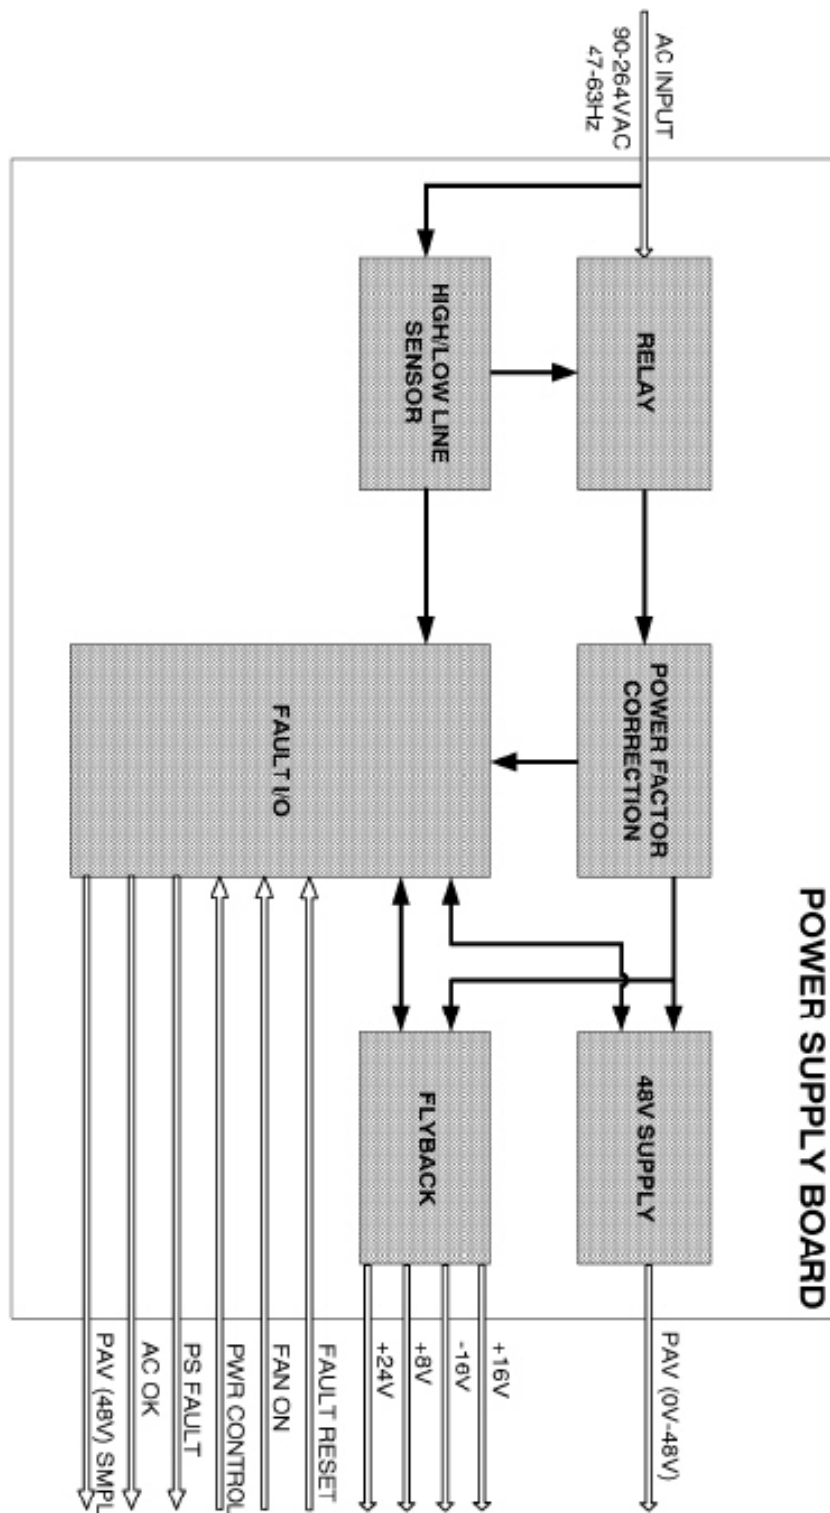 POWER SUPPLY BOARD
AC INPUT
90-264VAC
47-63Hz
RELAY
POWER FACTOR
CORRECTION
48V SUPPLY
PAV (0V-48V)
HIGH/LOW LINE
SENSOR
FAULT I/O
FLYBACK
+16V
-16V
+8V
+24V
FAULT RESET
FAN ON
PWR CONTROL
PS FAULT
AC OK
PAV (48V) SMPL